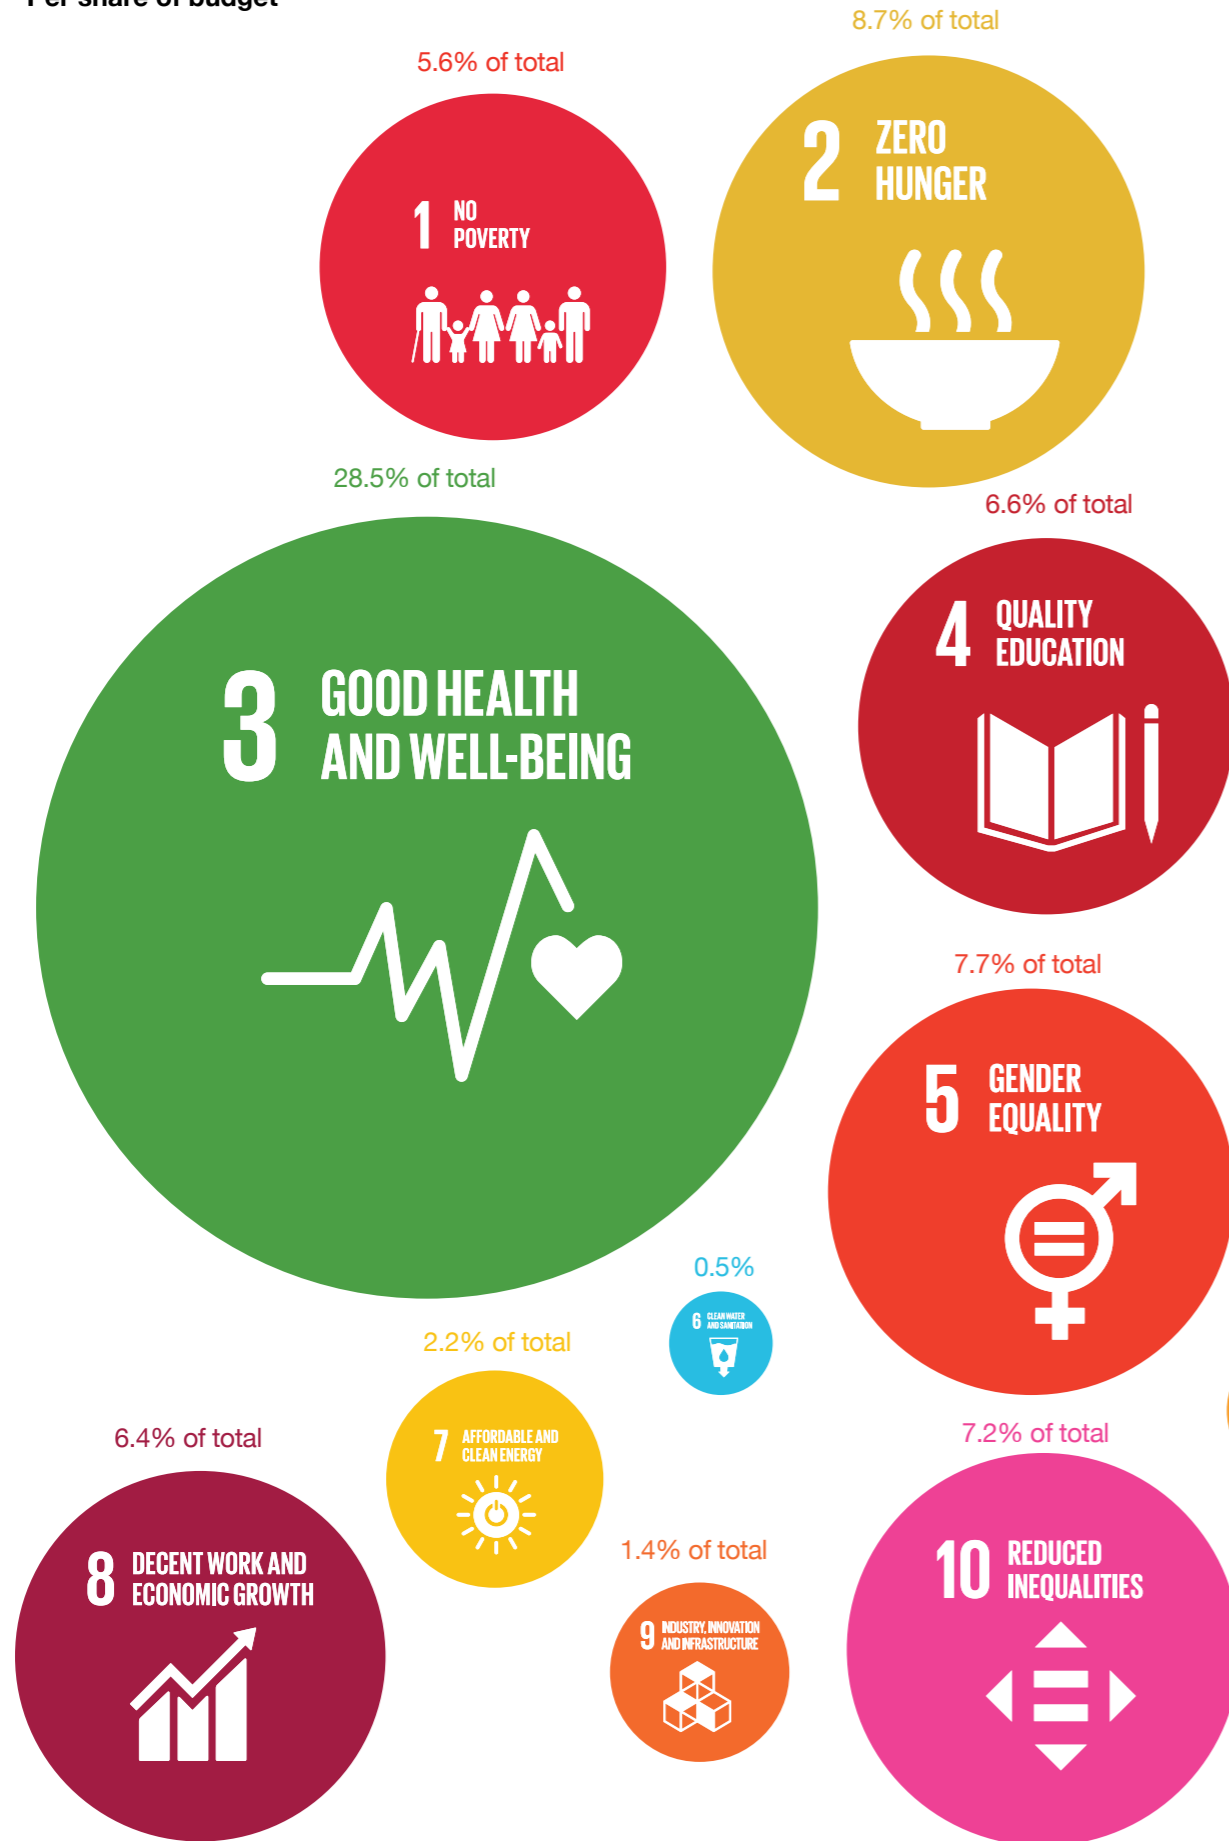 Per share of budget
8.7% of total
5.6% of total
2 ZERO
HUNGER
1 NO
POVERTY
28.5% of total
6.6% of total
4 QUALITY
EDUCATION
3 GOOD HEALTH
AND WELL-BEING
7.7% of total
5 GENDER
EQUALITY
0.5%
6 CLEAN WATER
AND SANITATION
2.2% of total
7 AFFORDABLE AND
CLEAN ENERGY
6.4% of total
7.2% of total
8 DECENT WORK AND
ECONOMIC GROWTH
1.4% of total
10 REDUCED
INEQUALITIES
9 INDUSTRY, INNOVATION
AND INFRASTRUCTURE